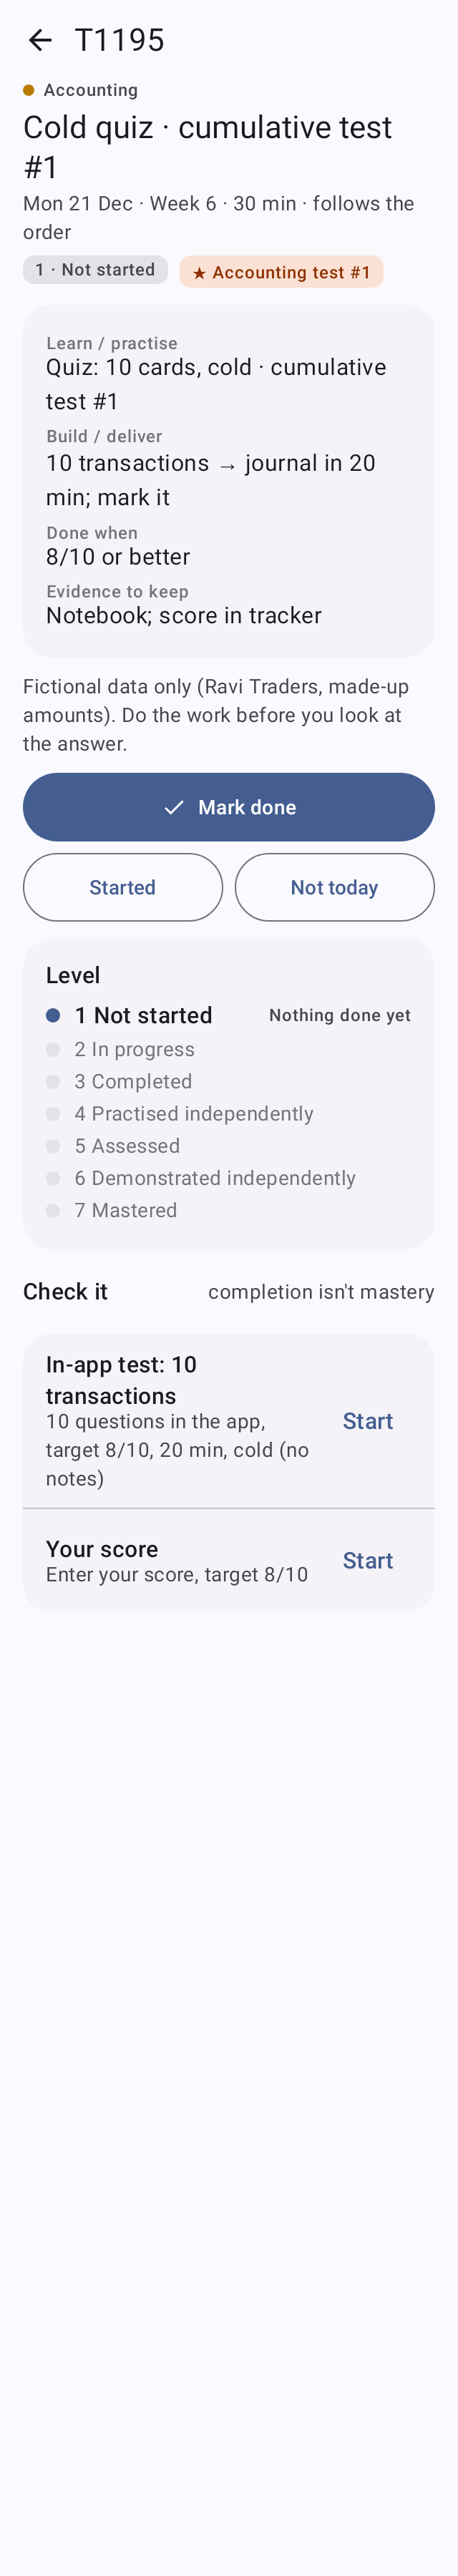 T1195
Accounting
Cold quiz · cumulative test
#1
Mon 21 Dec · Week 6 · 30 min · follows the
order
1 · Not started
★ Accounting test #1
Learn / practise
Quiz: 10 cards, cold · cumulative
test #1
Build / deliver
10 transactions → journal in 20
min; mark it
Done when
8/10 or better
Evidence to keep
Notebook; score in tracker
Fictional data only (Ravi Traders, made-up
amounts). Do the work before you look at
the answer.
Mark done
Started
Not today
Level
1 Not started
Nothing done yet
2 In progress
3 Completed
4 Practised independently
5 Assessed
6 Demonstrated independently
7 Mastered
Check it
completion isn't mastery
In-app test: 10
transactions
10 questions in the app,
target 8/10, 20 min, cold (no
notes)
Start
Your score
Enter your score, target 8/10
Start